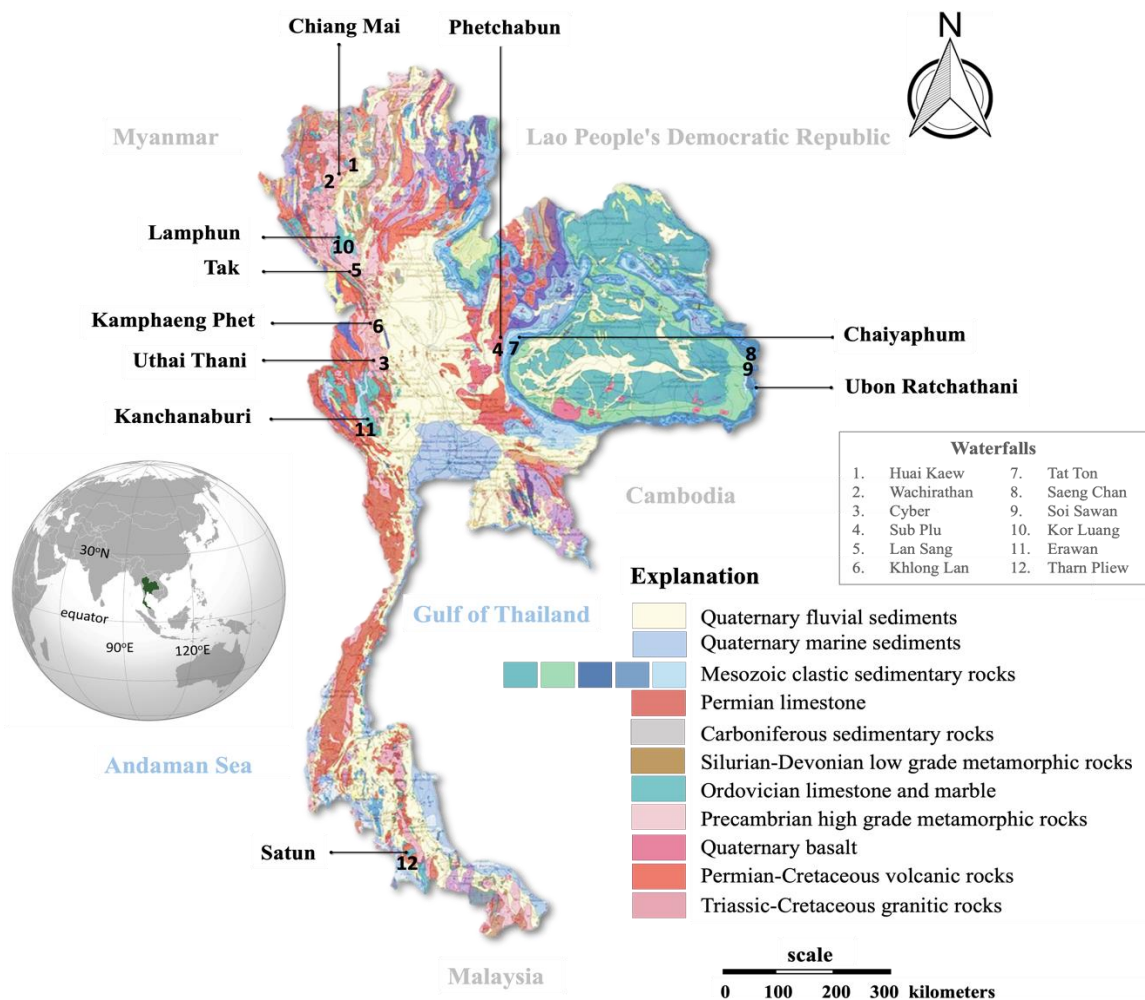 Chiang Mai
Phetchabun
N
Myanmar
Lao People's Democratic Republic
1
2
Lamphun
10
Tak
5
Kamphaeng Phet
6
Chaiyaphum
4 7
8
Uthai Thani
3
9
Ubon Ratchathani
Kanchanaburi
11
Cambodia
Waterfalls
1. Huai Kaew
2. Wachirathan
3. Cyber
4. Sub Plu
5. Lan Sang
6. Khlong Lan
7. Tat Ton
8. Saeng Chan
9. Soi Sawan
10. Kor Luang
11. Erawan
12. Tharn Pliew
30°N
equator
90°E
120°E
Gulf of Thailand
Andaman Sea
Explanation
Quaternary fluvial sediments
Quaternary marine sediments
Mesozoic clastic sedimentary rocks
Permian limestone
Carboniferous sedimentary rocks
Silurian-Devonian low grade metamorphic rocks
Ordovician limestone and marble
Precambrian high grade metamorphic rocks
Quaternary basalt
Permian-Cretaceous volcanic rocks
Triassic-Cretaceous granitic rocks
Satun
12
Malaysia
scale
0 100 200 300 kilometers